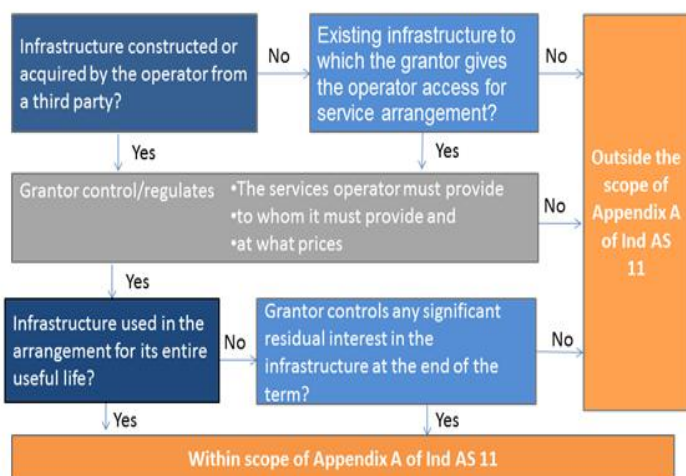 Infrastructure constructed or
acquired by the operator from
a third party?
No
Existing infrastructure to
which the grantor gives
the operator access for
service arrangement?
No
Yes
Yes
Outside the
scope of
Appendix A
of Ind AS
11
Grantor control/regulates
•The services operator must provide
•to whom it must provide and
•at what prices
No
Yes
Infrastructure used in the
arrangement for its entire
useful life?
No
Grantor controls any significant
residual interest in the
infrastructure at the end of the
term?
No
Yes
Yes
Within scope of Appendix A of Ind AS 11